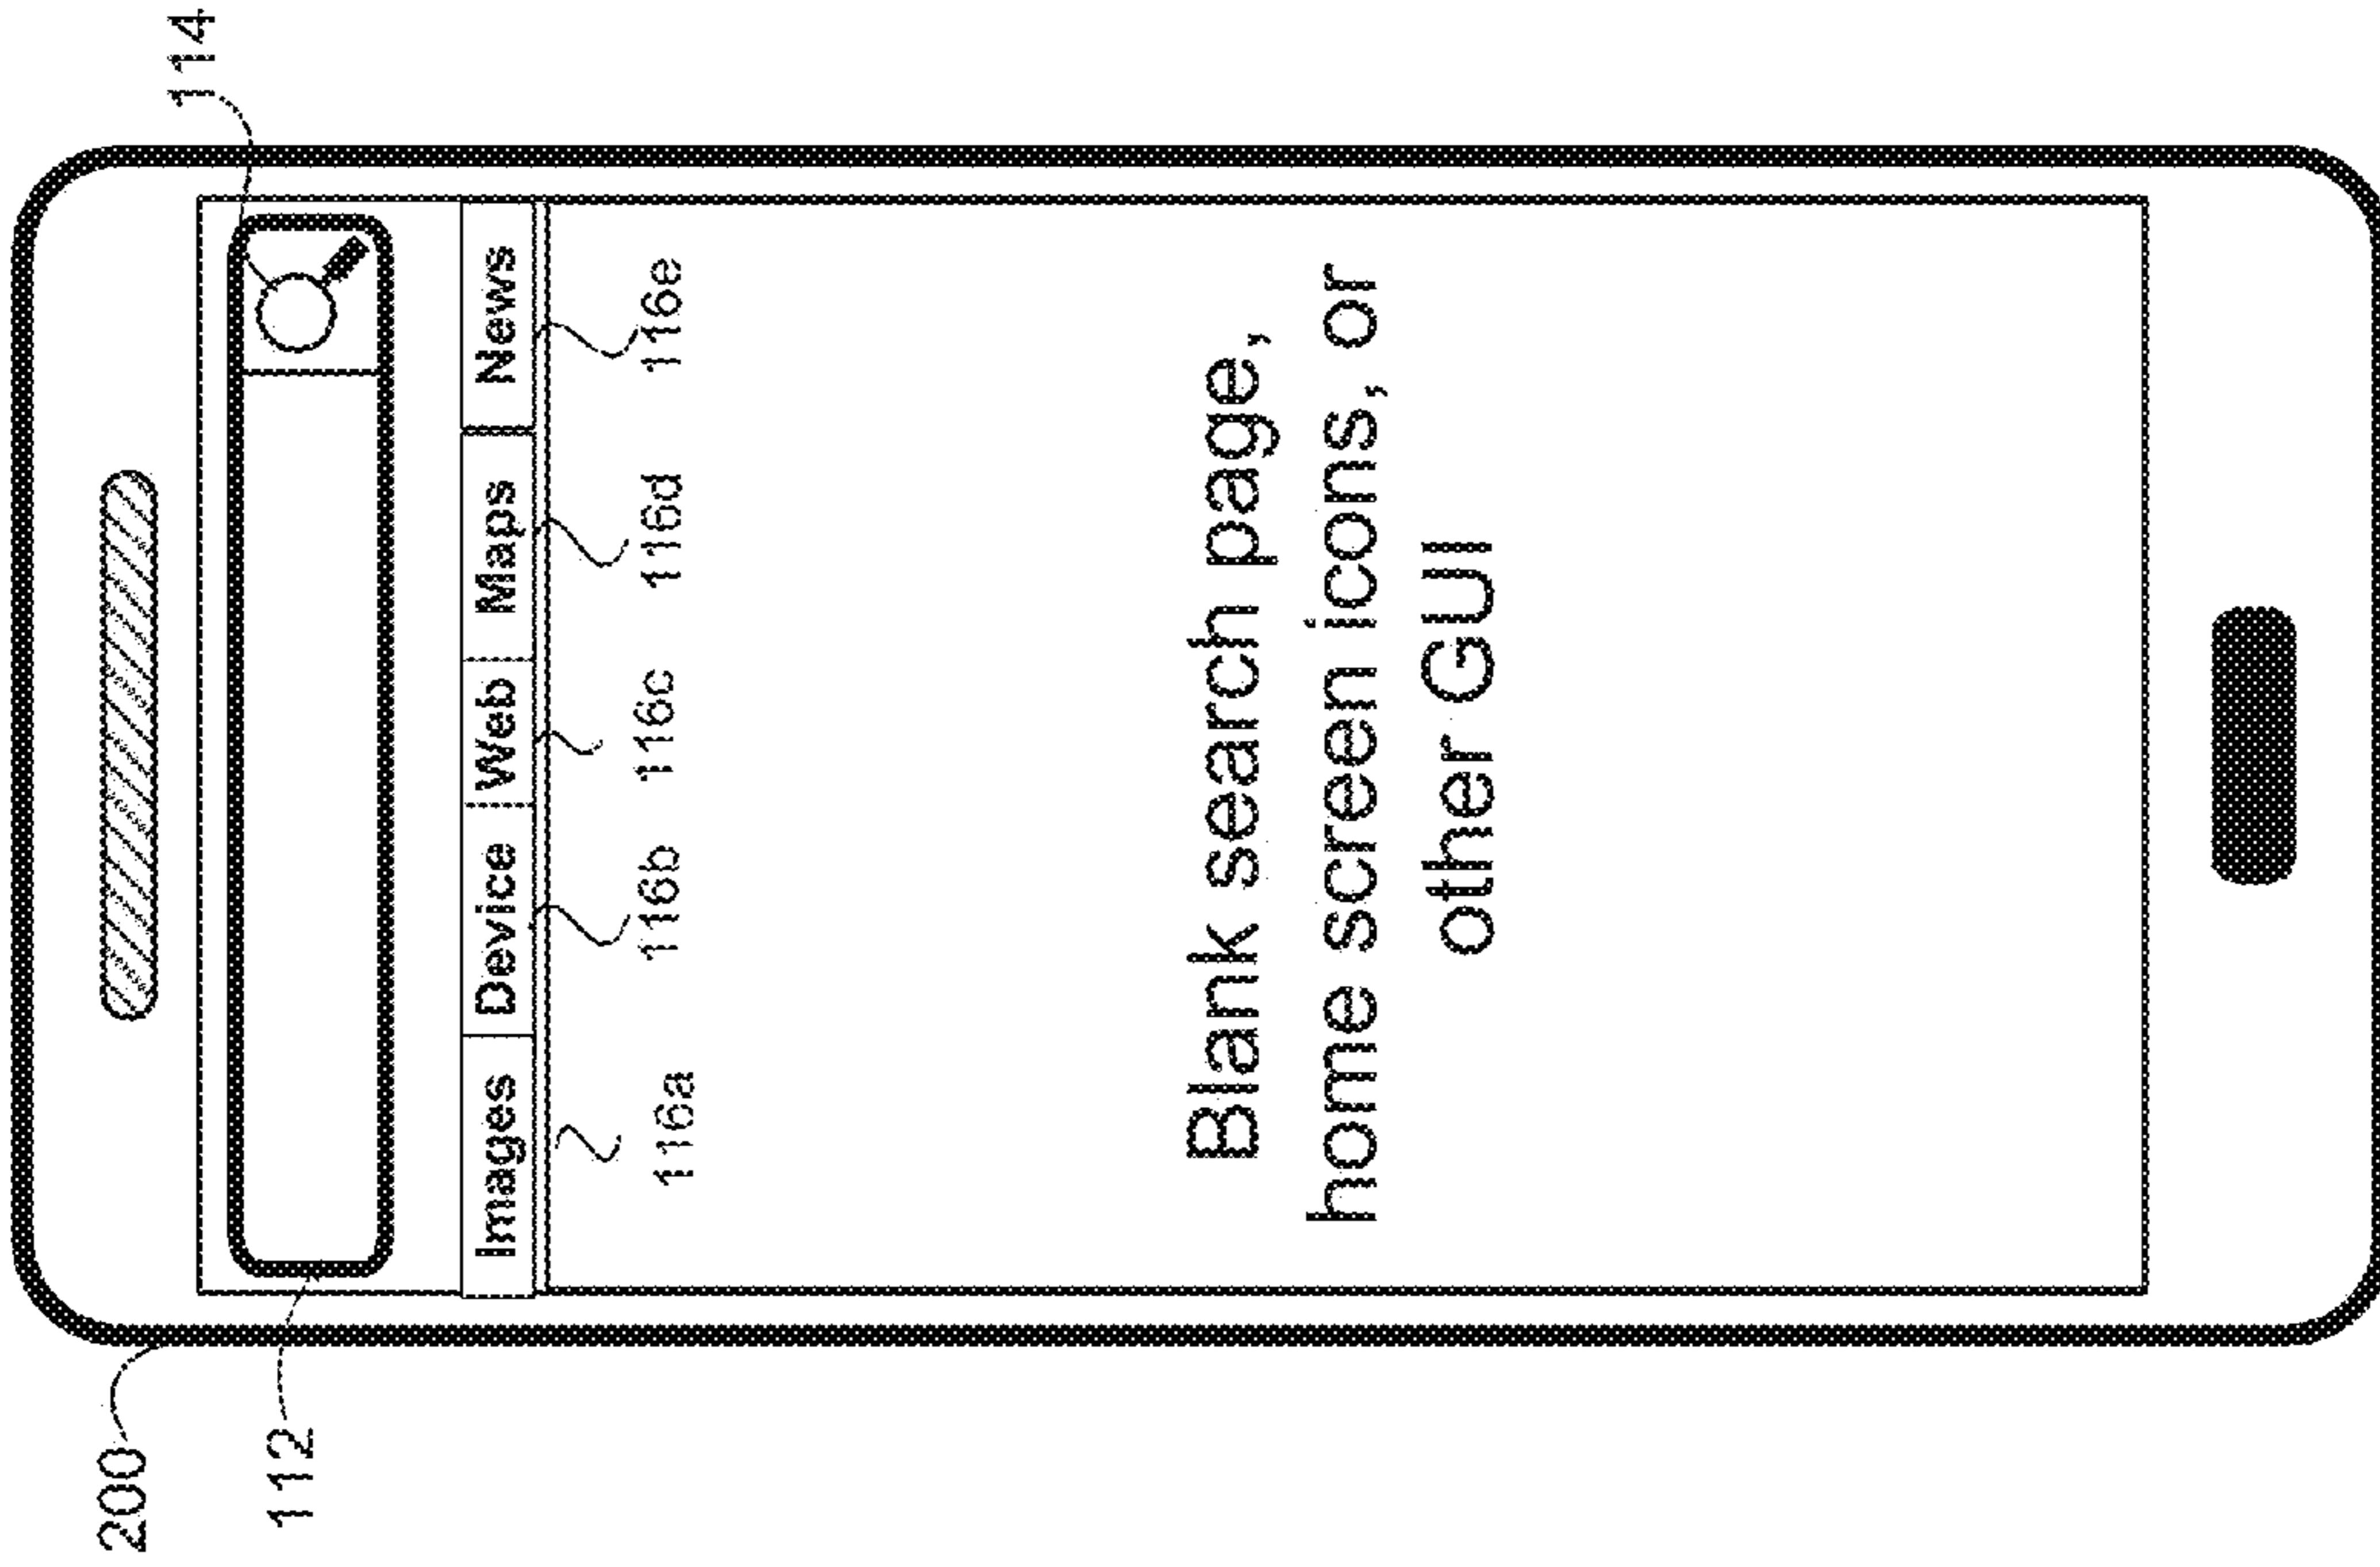 114
200
112
Images Device Web Maps News
116a 116b 116c 116d 116e
Blank search page,
home screen icons, or
other GUI